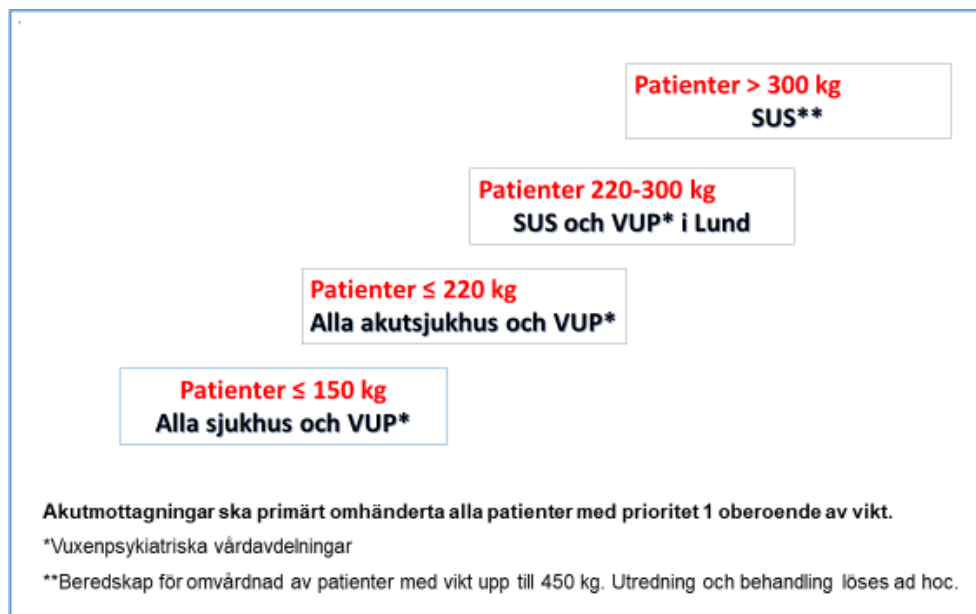 Patienter > 300 kg
SUS**
Patienter 220-300 kg
SUS och VUP* i Lund
Patienter ≤ 220 kg
Alla akutsjukhus och VUP*
Patienter ≤ 150 kg
Alla sjukhus och VUP*
Akutmottagningar ska primärt omhänderta alla patienter med prioritet 1 oberoende av vikt.
*Vuxenpsykiatriska vårdavdelningar
**Beredskap för omvårdnad av patienter med vikt upp till 450 kg. Utredning och behandling löses ad hoc.